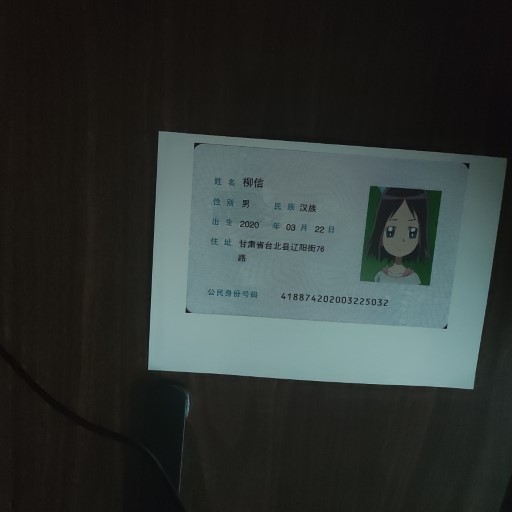 姓 名 柳信
性 别 男 民 族 汉族
出 生 2020 年 03 月 22 日
住 址 甘肃省台北县辽阳街76
路
公民身份号码 418874202003225032